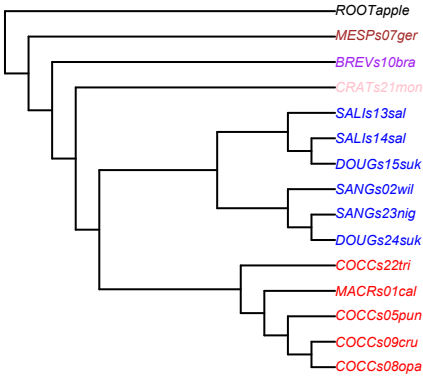 ROOTapple
MESPs07ger
BREVs10bra
CRATs21mon
SALIs13sal
SALIs14sal
DOUGs15suk
SANGs02wil
SANGs23nig
DOUGs24suk
COCCs22tri
MACRs01cal
COCCs05pun
COCCs09cru
COCCs08opa